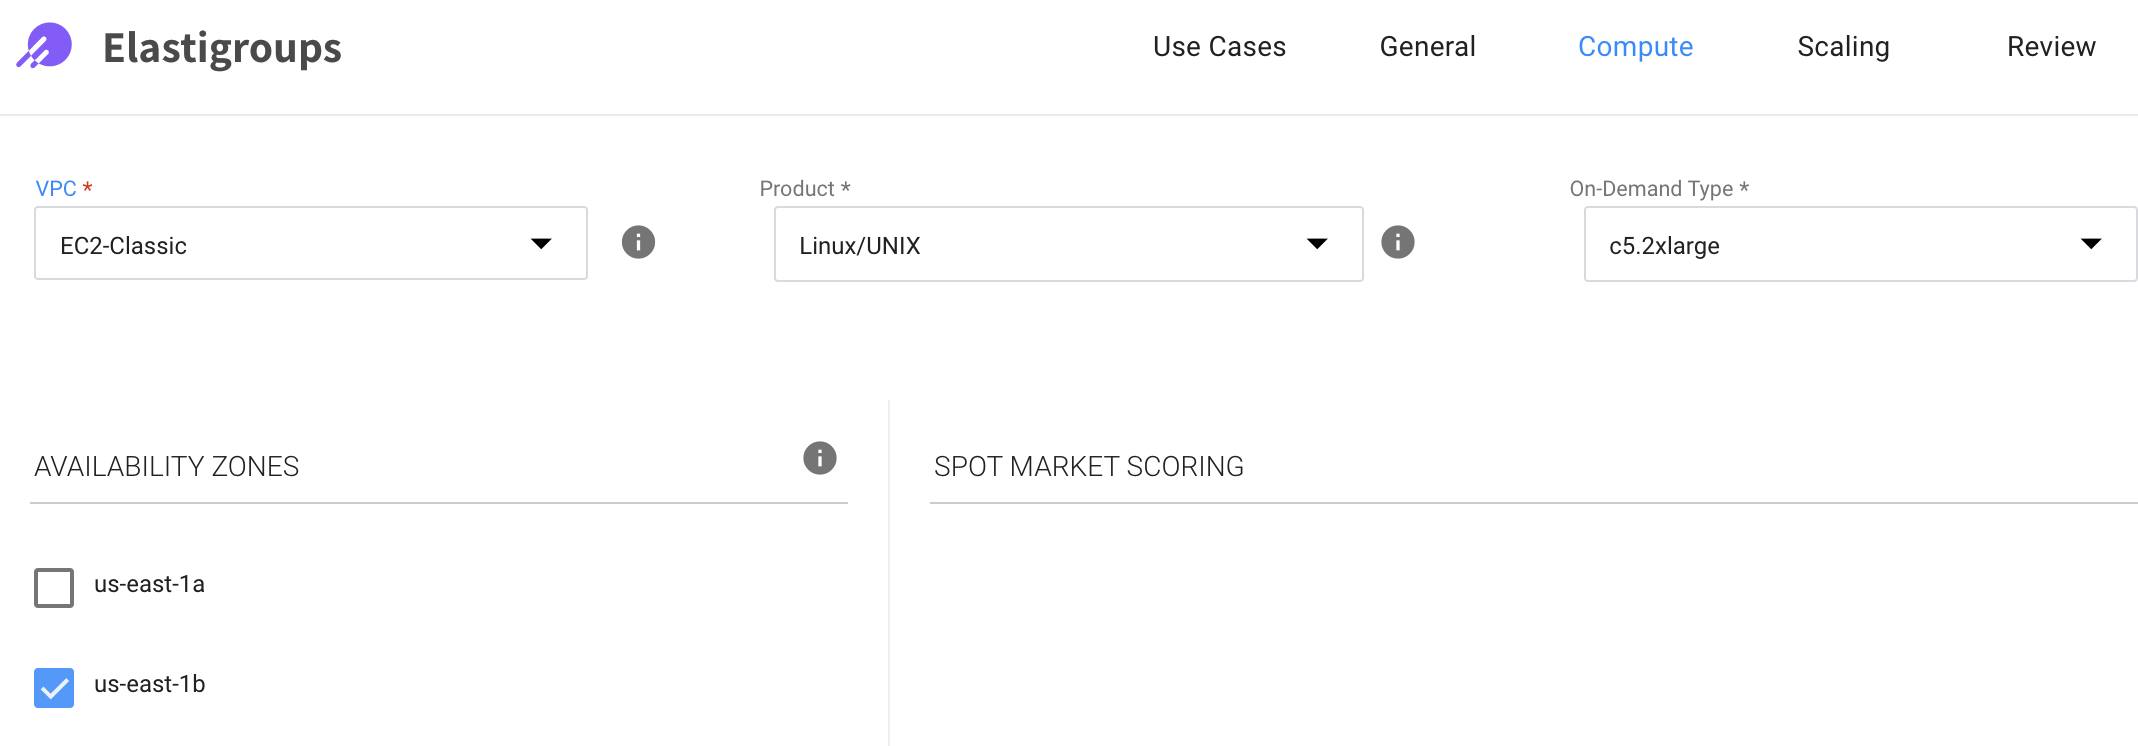 Elastigroups
Use Cases General Compute Scaling Review
VPC * Product * On-Demand Type *
EC2-Classic Linux/UNIX c5.2xlarge
AVAILABILITY ZONES SPOT MARKET SCORING
us-east-1a
us-east-1b